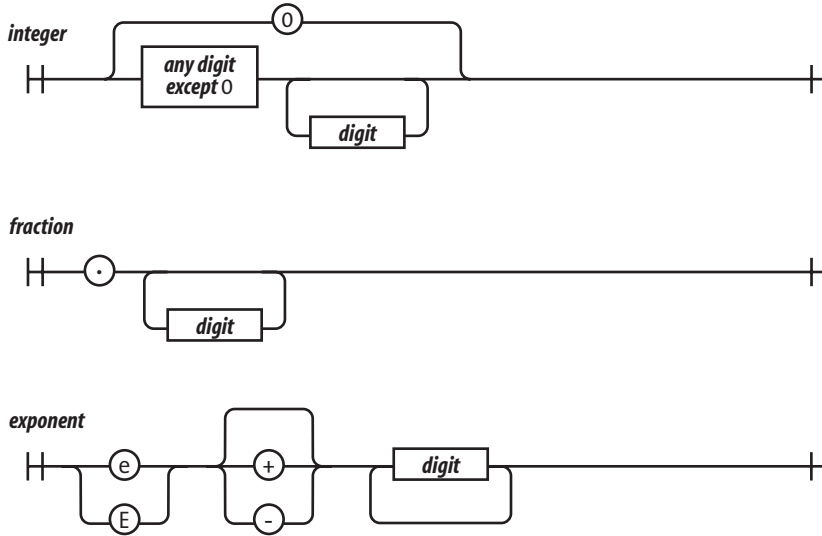 integer
0
any digit
except 0
digit
fraction
.
digit
exponent
e
+
digit
E
-